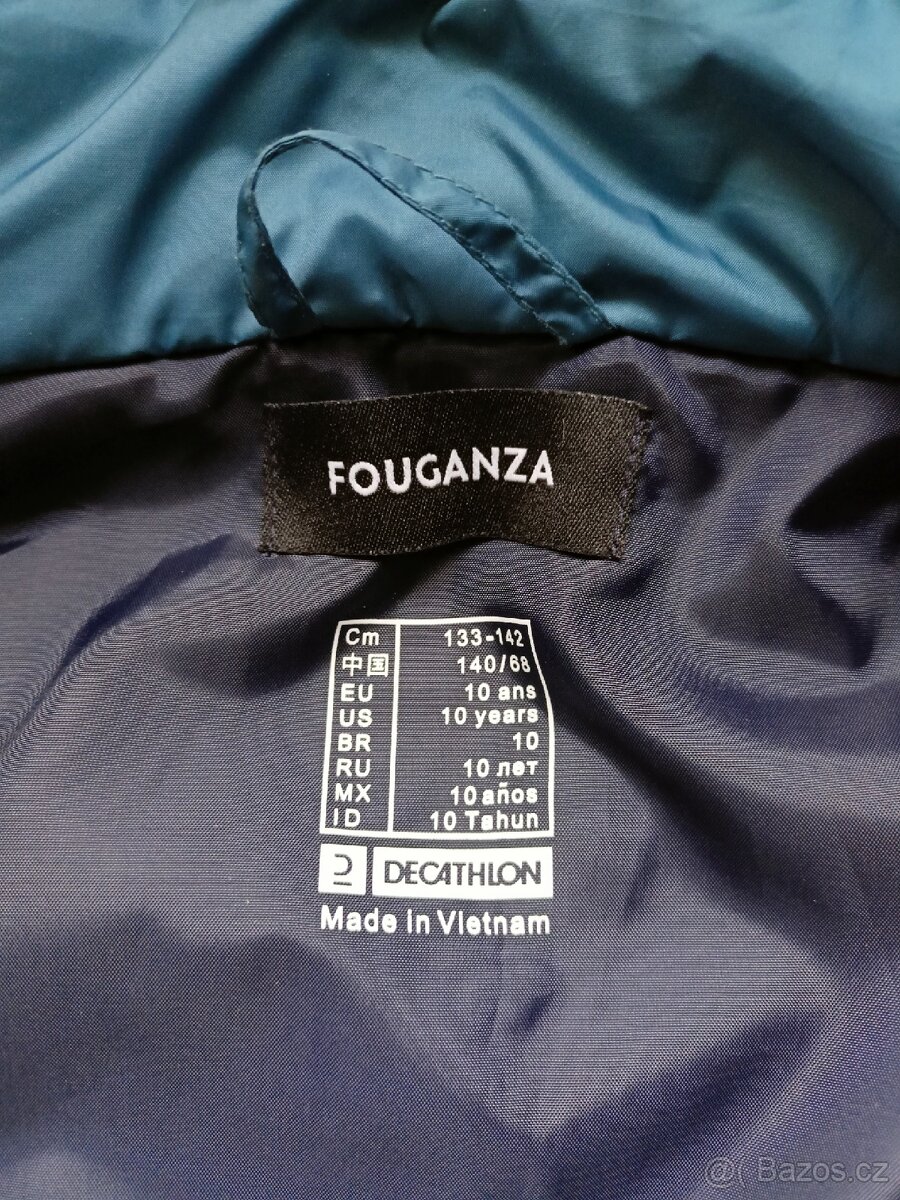 FOUGANZA
Cm 133-142
中国 140/68
EU 10 ans
US 10 years
BR 10
RU 10 лет
MX 10 años
ID 10 Tahun
DECATHLON
Made in Vietnam
@( Bazos.cz